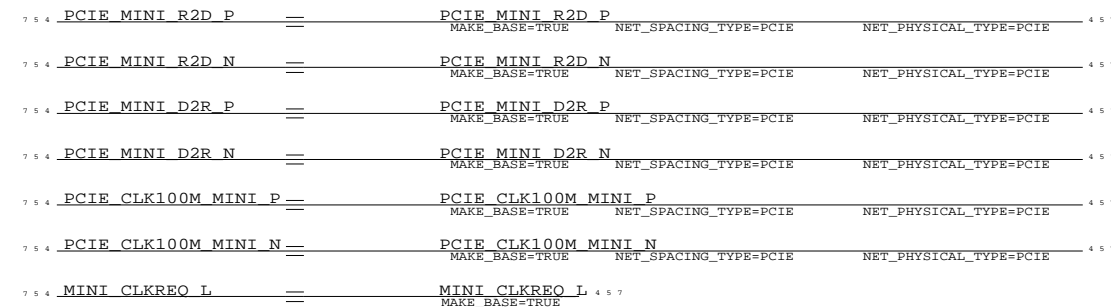 7 5 4 PCIE_MINI_R2D_P PCIE_MINI_R2D_P 4 5 7
MAKE_BASE=TRUE NET_SPACING_TYPE=PCIE NET_PHYSICAL_TYPE=PCIE
7 5 4 PCIE_MINI_R2D_N PCIE_MINI_R2D_N 4 5 7
MAKE_BASE=TRUE NET_SPACING_TYPE=PCIE NET_PHYSICAL_TYPE=PCIE
7 5 4 PCIE_MINI_D2R_P PCIE_MINI_D2R_P 4 5
MAKE_BASE=TRUE NET_SPACING_TYPE=PCIE NET_PHYSICAL_TYPE=PCIE
7 5 4 PCIE_MINI_D2R_N PCIE_MINI_D2R_N 4 5
MAKE_BASE=TRUE NET_SPACING_TYPE=PCIE NET_PHYSICAL_TYPE=PCIE
7 5 4 PCIE_CLK100M_MINI_P PCIE_CLK100M_MINI_P 4 5 7
MAKE_BASE=TRUE NET_SPACING_TYPE=PCIE NET_PHYSICAL_TYPE=PCIE
7 5 4 PCIE_CLK100M_MINI_N PCIE_CLK100M_MINI_N 4 5 7
MAKE_BASE=TRUE NET_SPACING_TYPE=PCIE NET_PHYSICAL_TYPE=PCIE
7 5 4 MINI_CLKREQ_L MINI_CLKREQ_L 4 5 7
MAKE_BASE=TRUE